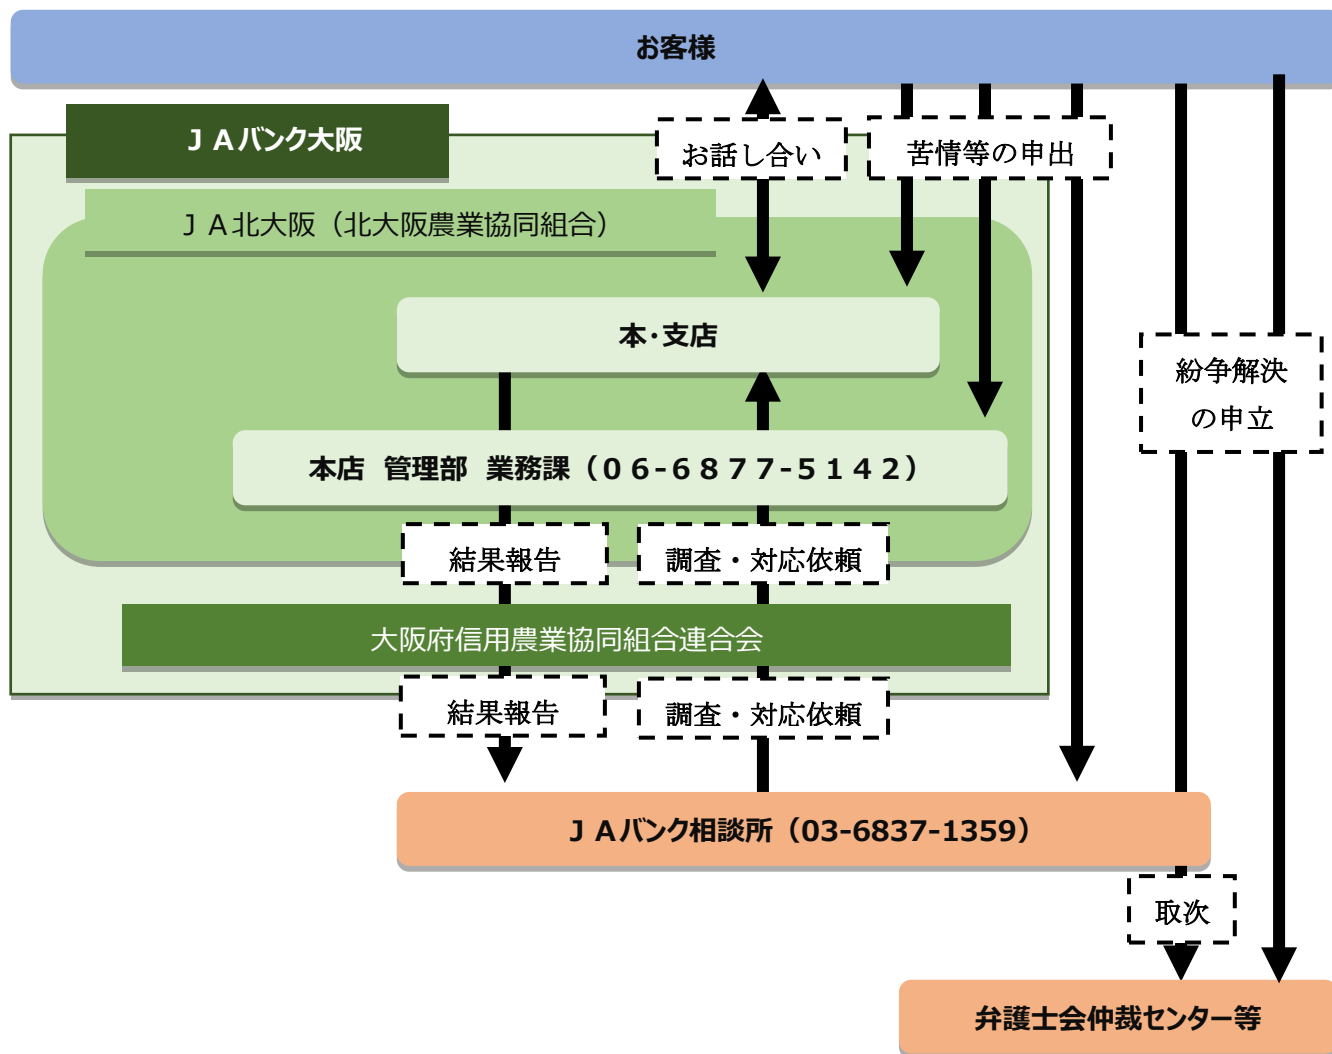 お客様
ＪＡバンク大阪
お話し合い
苦情等の申出
ＪＡ北大阪（北大阪農業協同組合）
本・支店
紛争解決
の申立
本店 管理部 業務課（０６-６８７７-５１４２）
結果報告
調査・対応依頼
大阪府信用農業協同組合連合会
結果報告
調査・対応依頼
ＪＡバンク相談所（03-6837-1359）
取次
弁護士会仲裁センター等